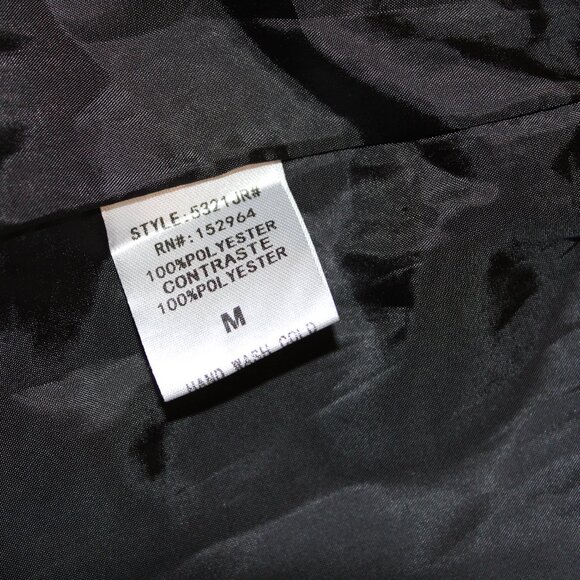 STYLE:5321JR#
RN#:152964
100%POLYESTER
CONTRASTE
100%POLYESTER
M
HAND WASH COLD